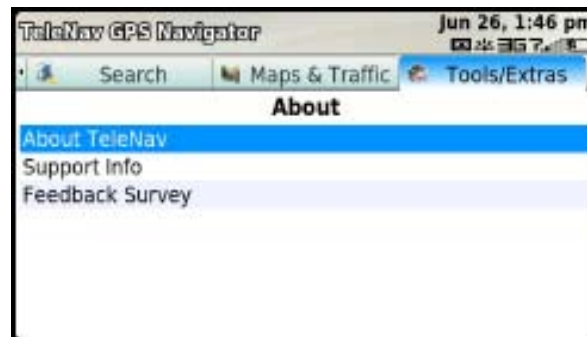 TeleNav GPS Navigator
Jun 26, 1:46 pm
3G
Search
Maps & Traffic
Tools/Extras
About
About TeleNav
Support Info
Feedback Survey